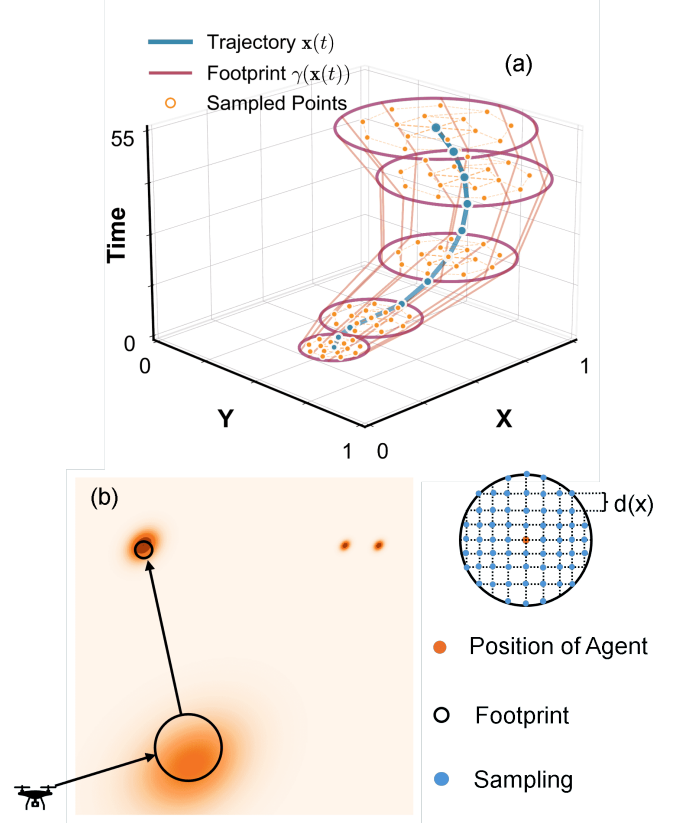 Trajectory x(t)
Footprint γ(x(t))
Sampled Points
(a)
55
Time
0
0
Y
1
0
X
1
(b)
d(x)
Position of Agent
Footprint
Sampling